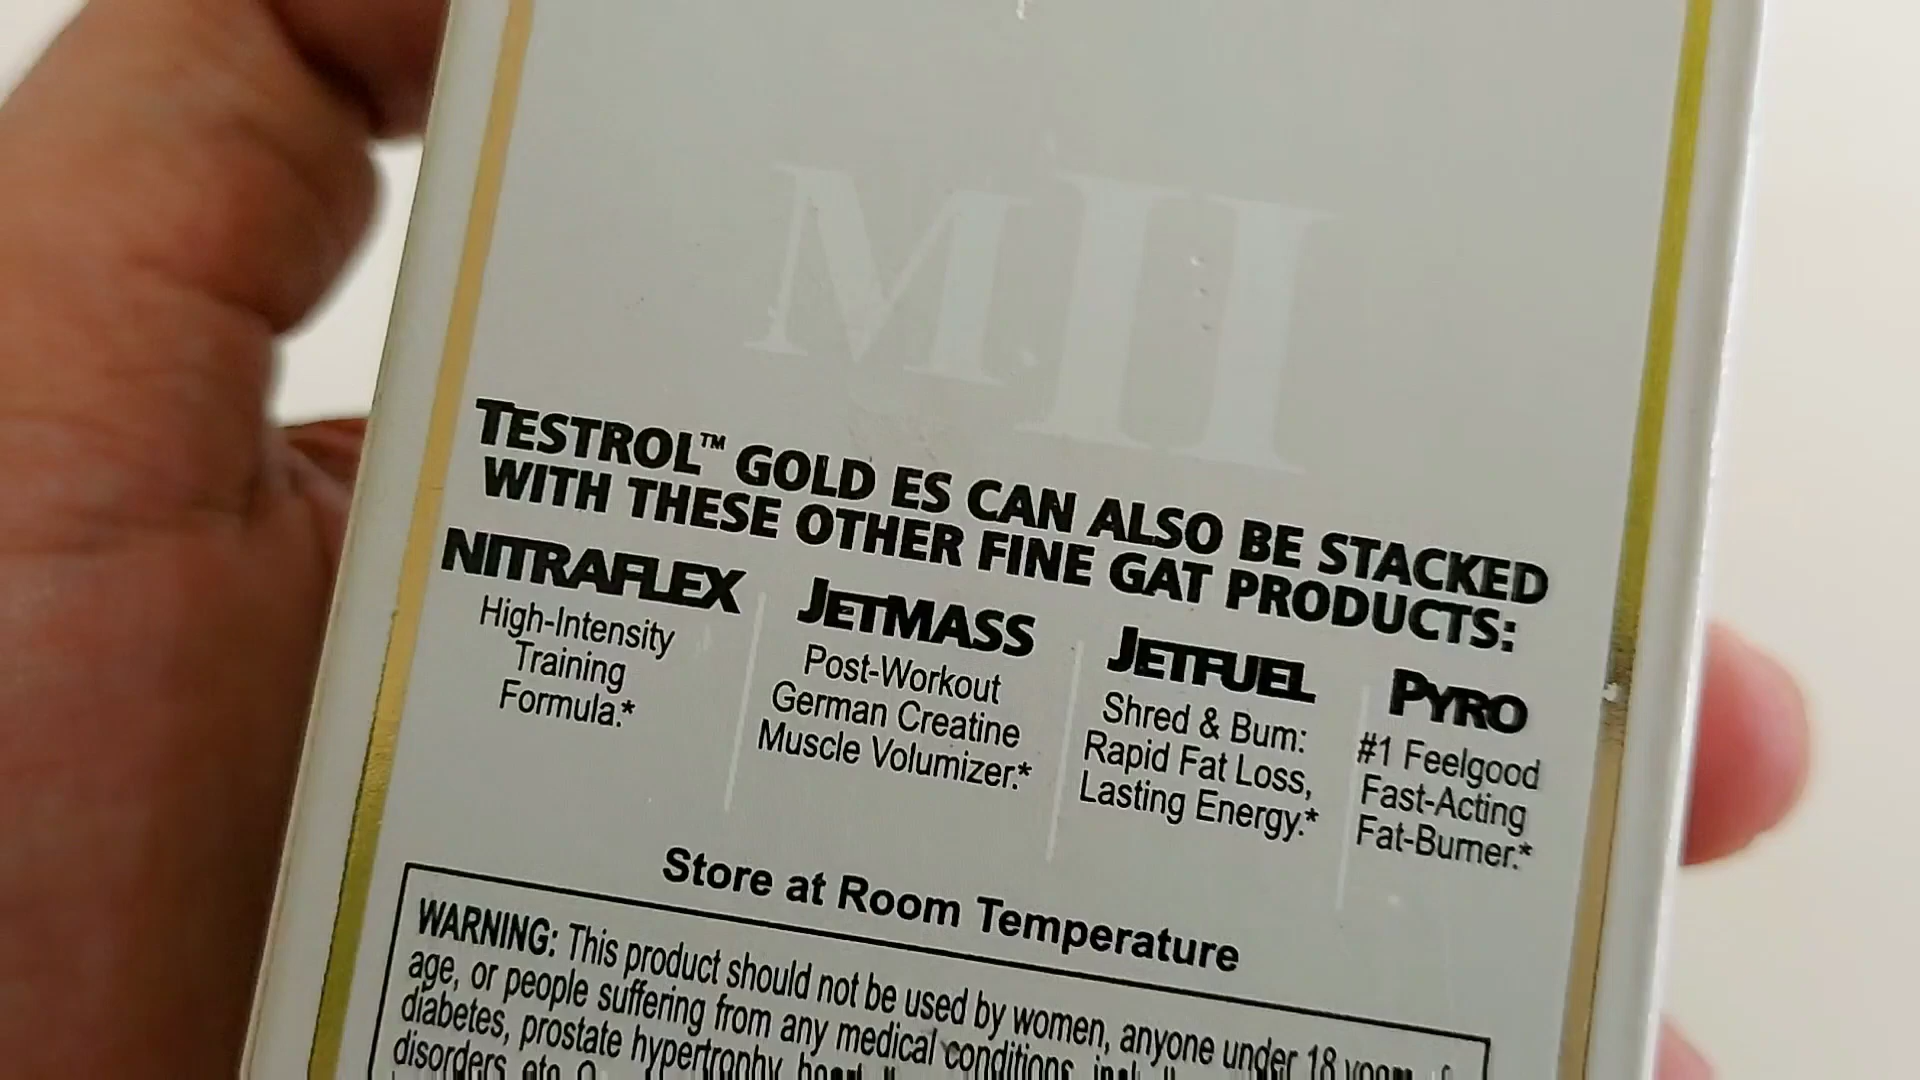 MII
TESTROL™ GOLD ES CAN ALSO BE STACKED
WITH THESE OTHER FINE GAT PRODUCTS:
NITRAFLEX
High-Intensity
Training
Formula.*
JETMASS
Post-Workout
German Creatine
Muscle Volumizer.*
JETFUEL
Shred & Burn:
Rapid Fat Loss,
Lasting Energy.*
PYRO
#1 Feelgood
Fast-Acting
Fat-Burner.*
Store at Room Temperature
WARNING: This product should not be used by women, anyone under 18
age, or people suffering from any medical conditions,
diabetes, prostate hypertrophy,
disorders, etc.